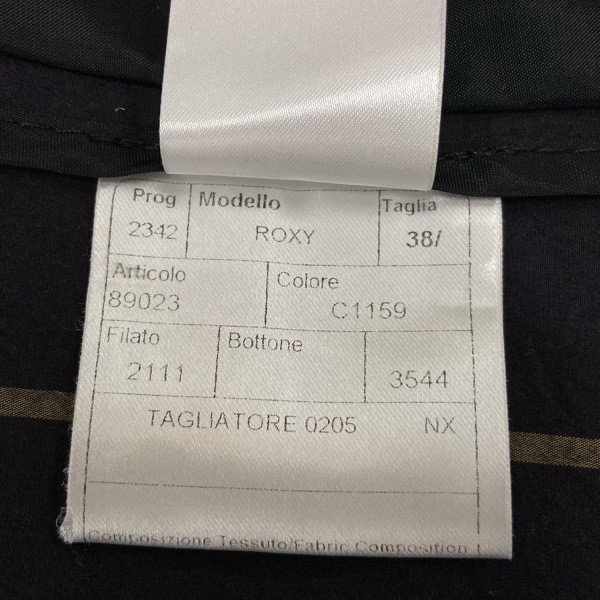 Prog Modello Taglia
2342 ROXY 38/
Articolo Colore
89023 C1159
Filato Bottone
2111 3544
TAGLIATORE 0205 NX
Composizione Tessuto/Fabric Composition